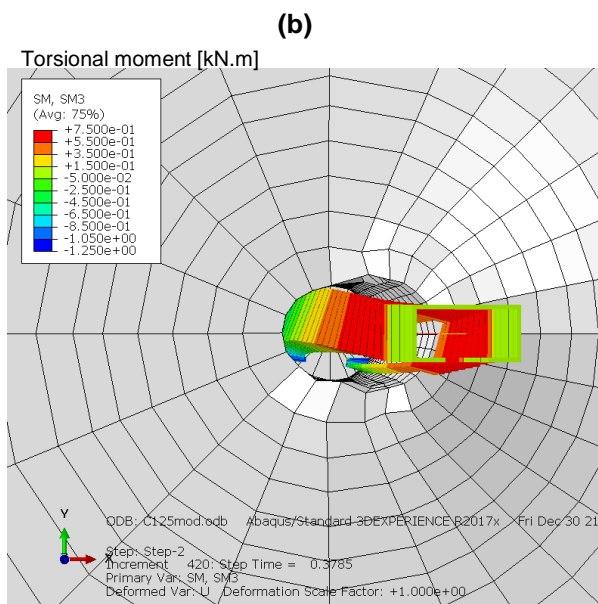 (b)
Torsional moment [kN.m]
SM, SM3
(Avg: 75%)
+7.500e-01
+5.500e-01
+3.500e-01
+1.500e-01
-5.000e-02
-2.500e-01
-4.500e-01
-6.500e-01
-8.500e-01
-1.050e+00
-1.250e+00
Y
X
ODB: C125mod.odb Abaqus/Standard 3DEXPERIENCE R2017x Fri Dec 30 21
Step: Step-2
Increment 420: Step Time = 0.3785
Primary Var: SM, SM3
Deformed Var: U Deformation Scale Factor: +1.000e+00